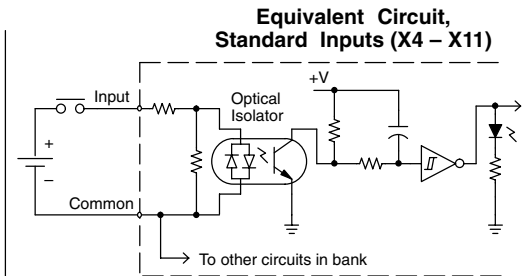 Equivalent Circuit,
Standard Inputs (X4 – X11)
+V
Input
Optical
Isolator
+
–
Common
To other circuits in bank